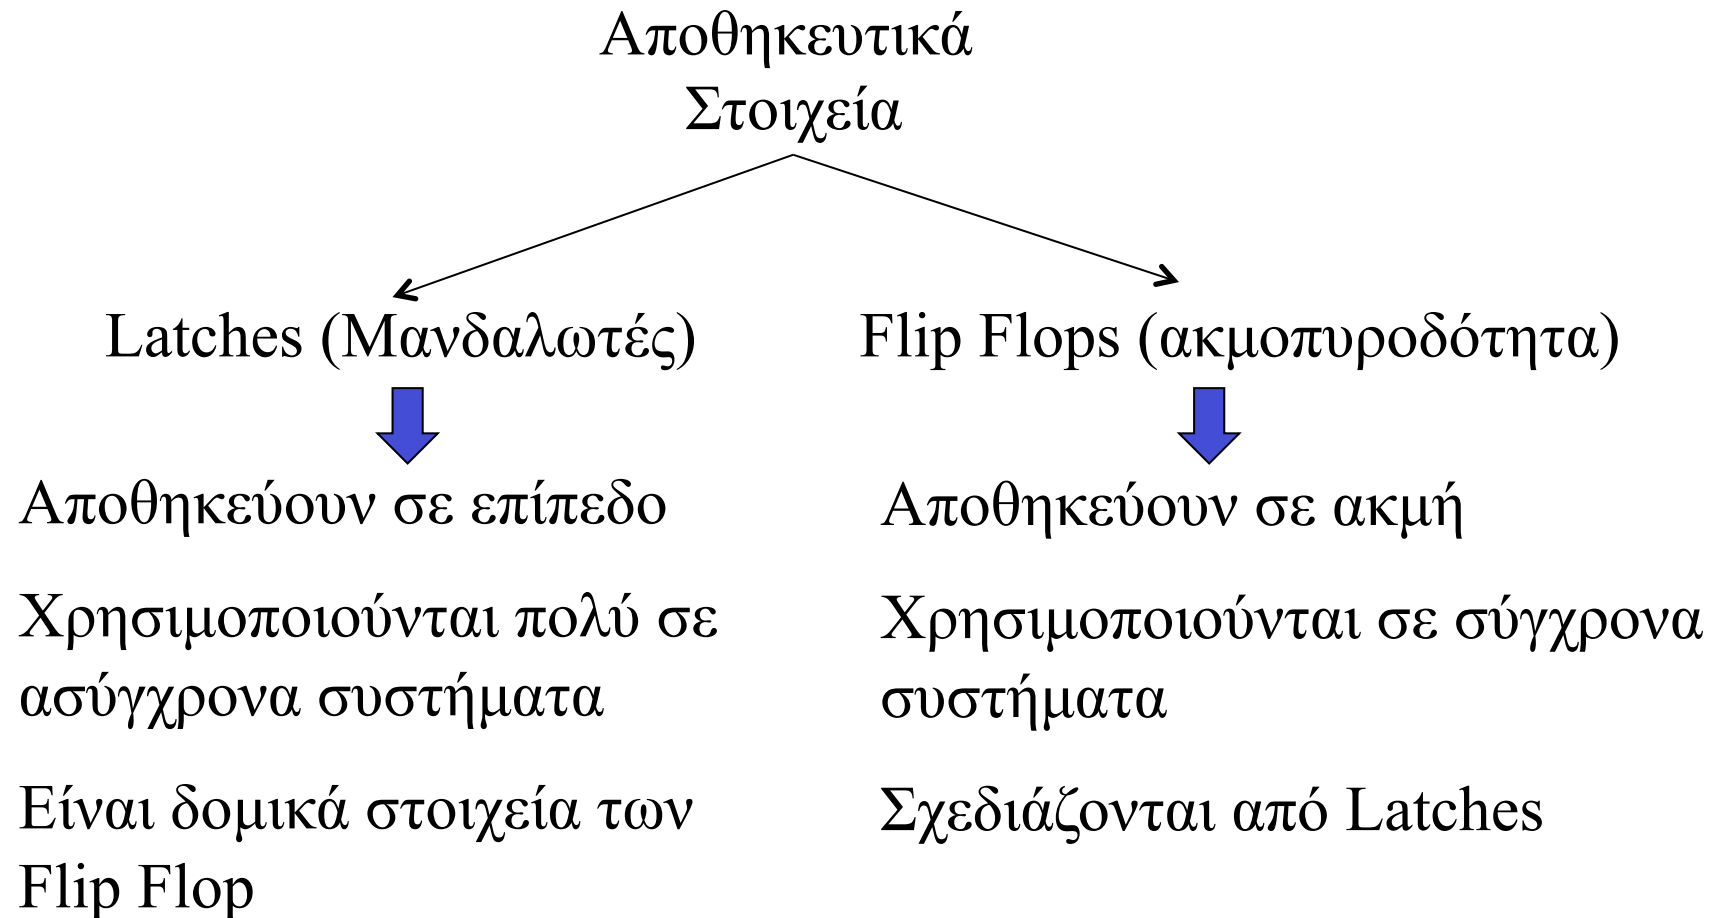 Αποθηκευτικά
Στοιχεία
Latches (Μανδαλωτές)
Αποθηκεύουν σε επίπεδο
Χρησιμοποιούνται πολύ σε
ασύγχρονα συστήματα
Είναι δομικά στοιχεία των
Flip Flop
Flip Flops (ακμοπυροδότητα)
Αποθηκεύουν σε ακμή
Χρησιμοποιούνται σε σύγχρονα
συστήματα
Σχεδιάζονται από Latches